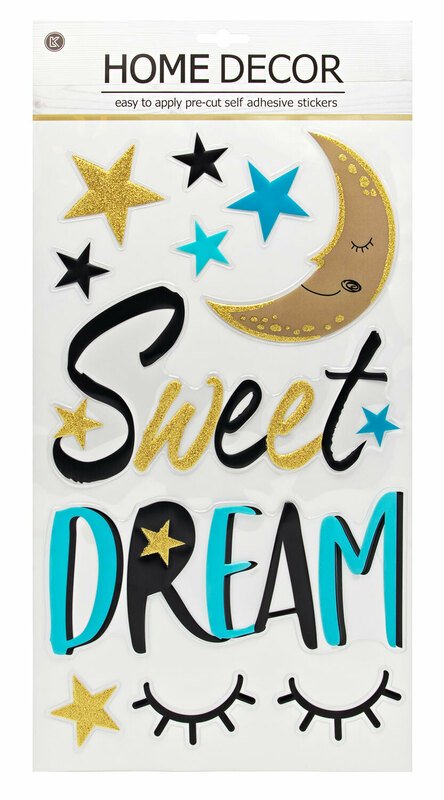 K
HOME DECOR
easy to apply pre-cut self adhesive stickers
Sweet
DREAM